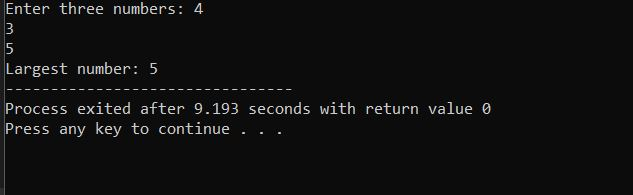 Enter three numbers: 4
3
5
Largest number: 5
--------------------------------
Process exited after 9.193 seconds with return value 0
Press any key to continue . . .